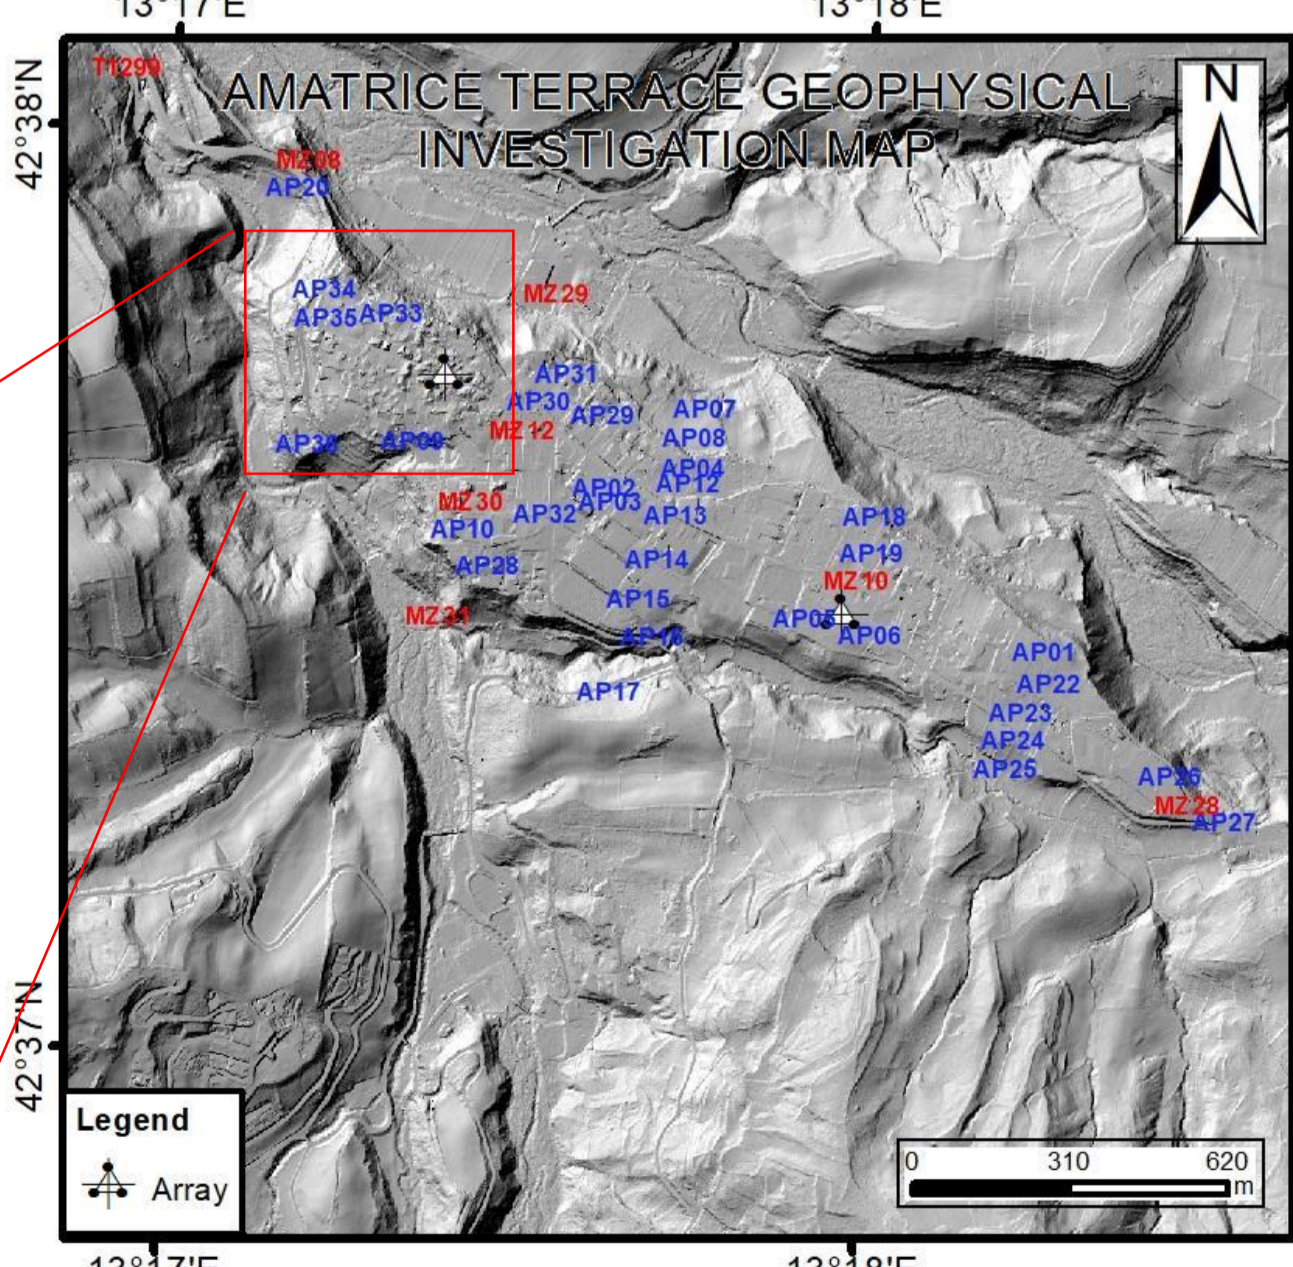 13°17'E 13°18'E
42°38'N
T1299
AMATRICE TERRACE GEOPHYSICAL
INVESTIGATION MAP
N
MZ08
AP20
AP34
MZ29
AP35 AP33
AP31
AP30
AP29 AP07
MZ12
AP08
AP09
AP04
AP02 AP12
MZ30 AP03
AP32 AP13 AP18
AP10
AP19
AP28 AP14
MZ10
AP15
MZ31 AP05
AP16 AP06
AP01
AP17 AP22
AP23
AP24
AP25
AP26
MZ28
AP27
42°37'N
Legend
Array
0 310 620
m
13°17'E 13°18'E